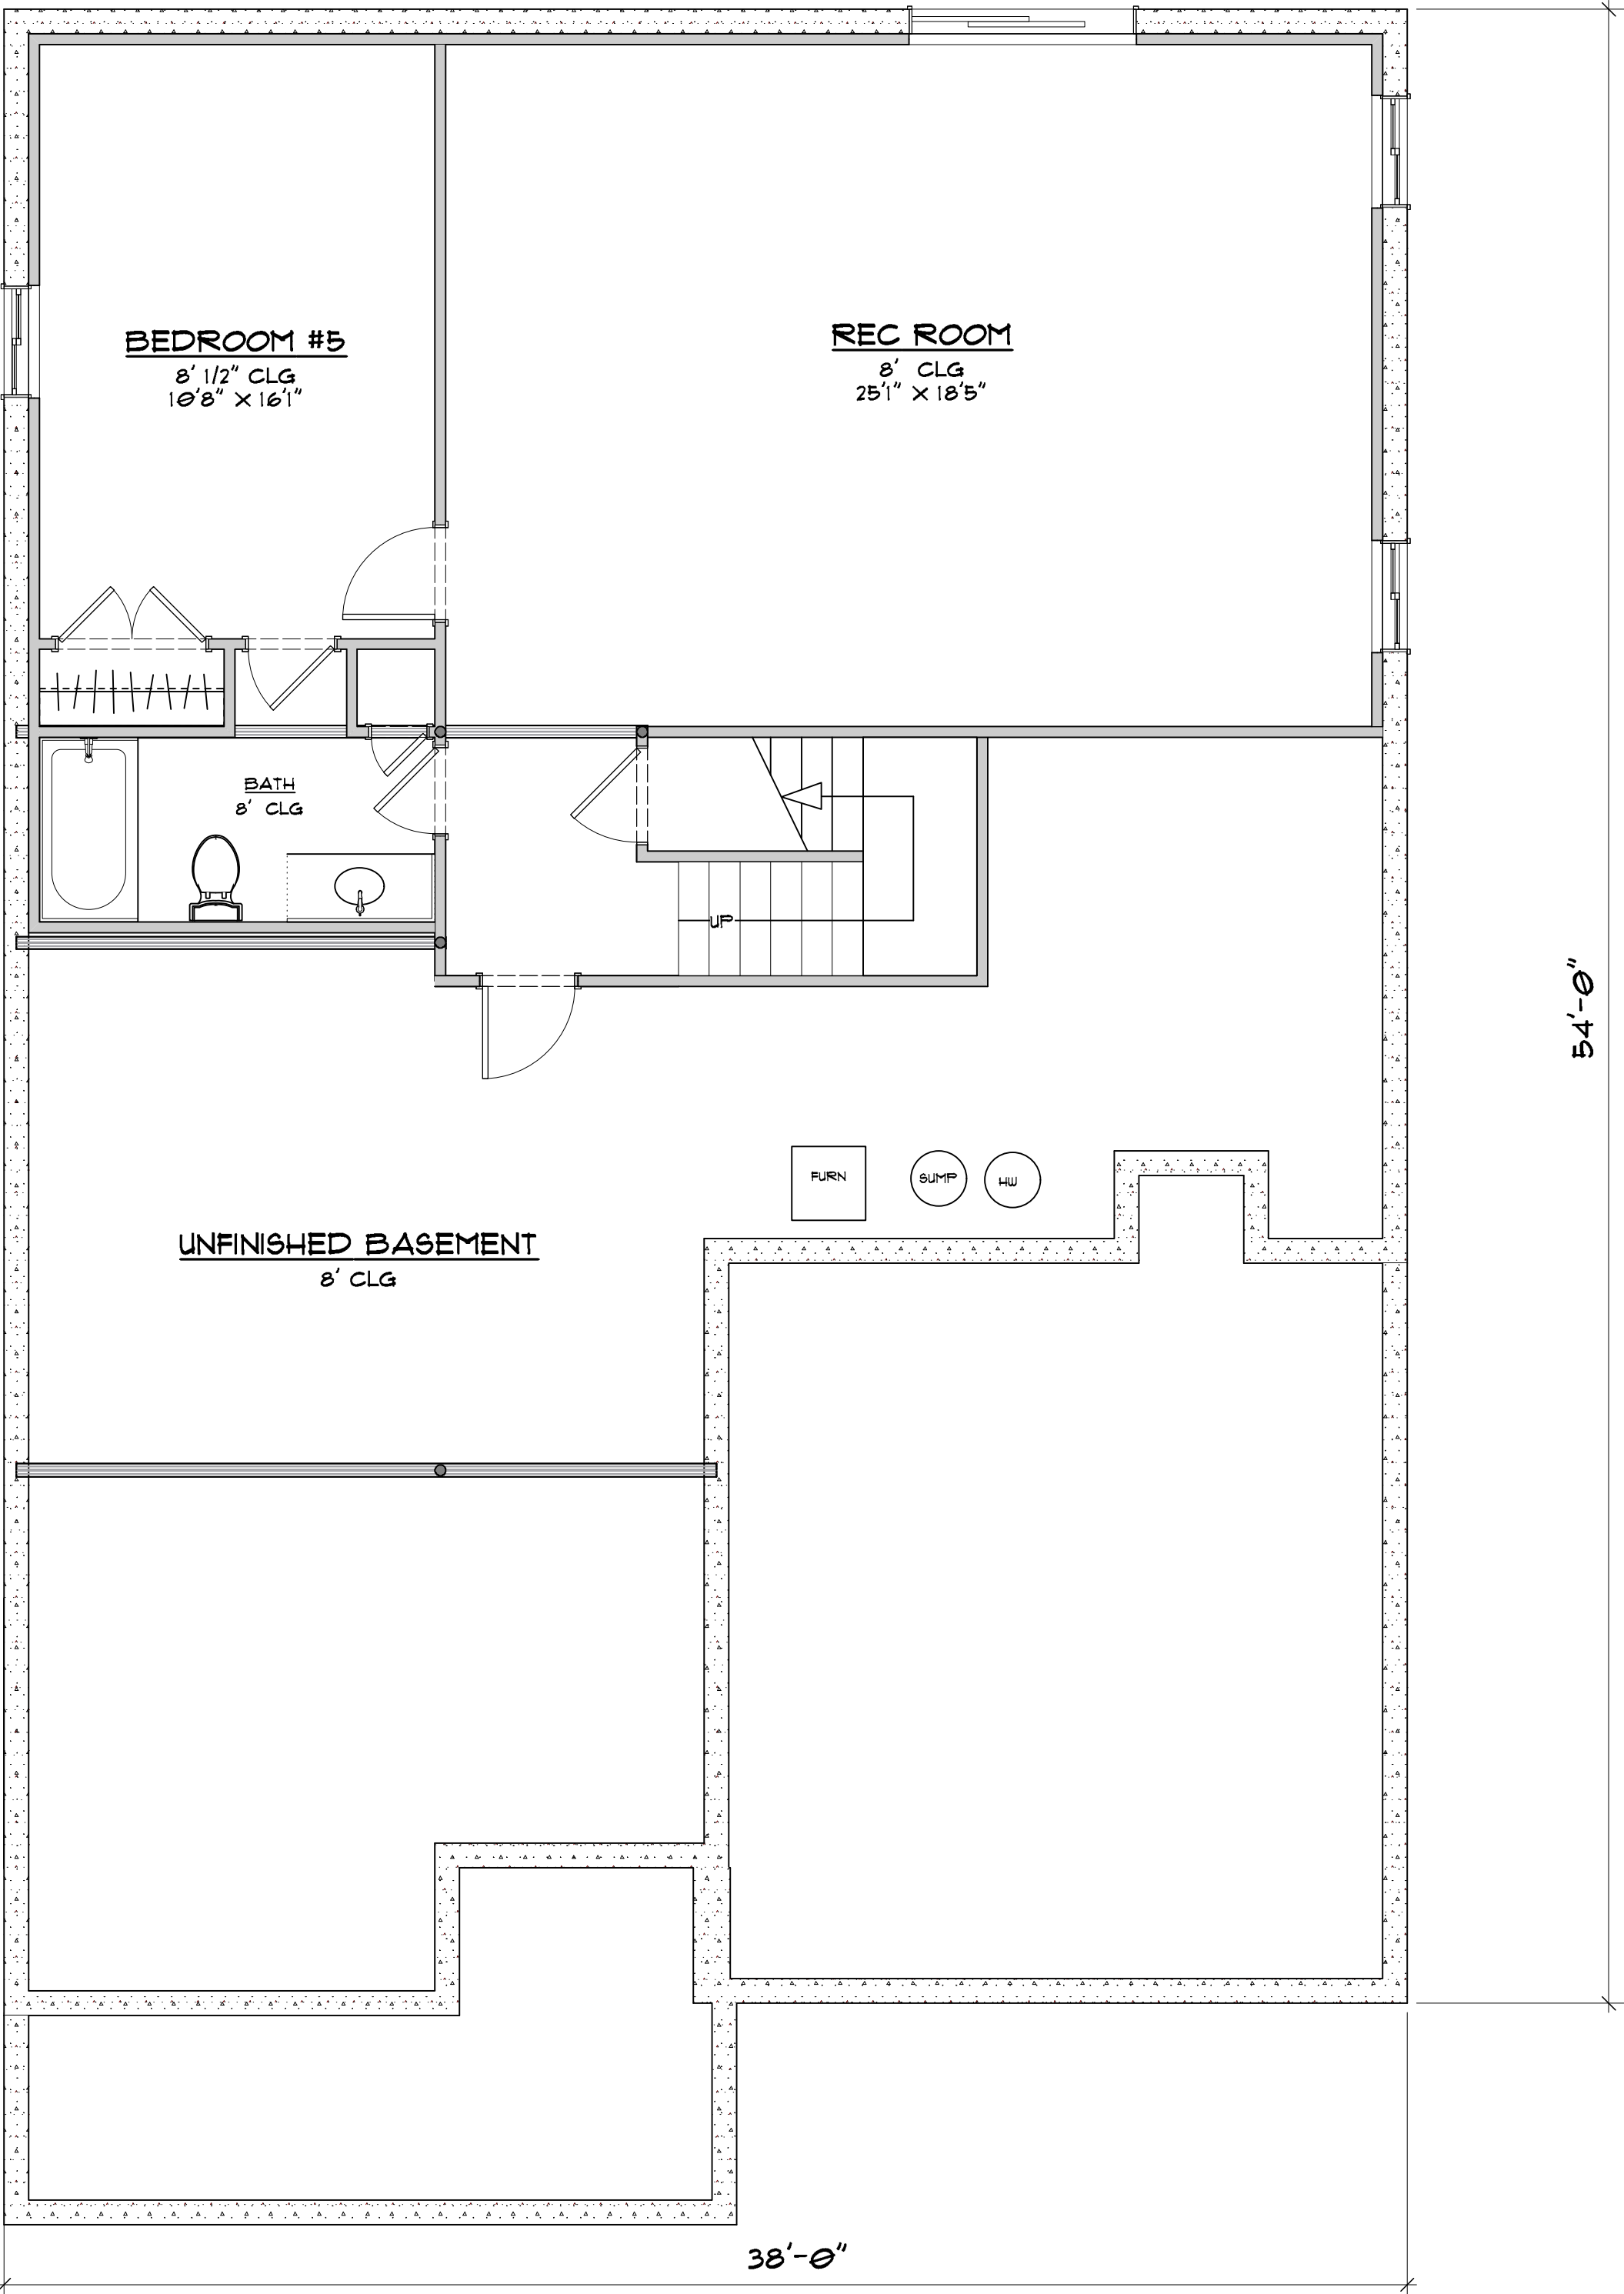 BEDROOM #5
8' 1/2" CLG
10'8" X 16'1"
REC ROOM
8' CLG
25'1" X 18'5"
BATH
8' CLG
UP
54'-0"
FURN
SUMP
HW
UNFINISHED BASEMENT
8' CLG
38'-0"